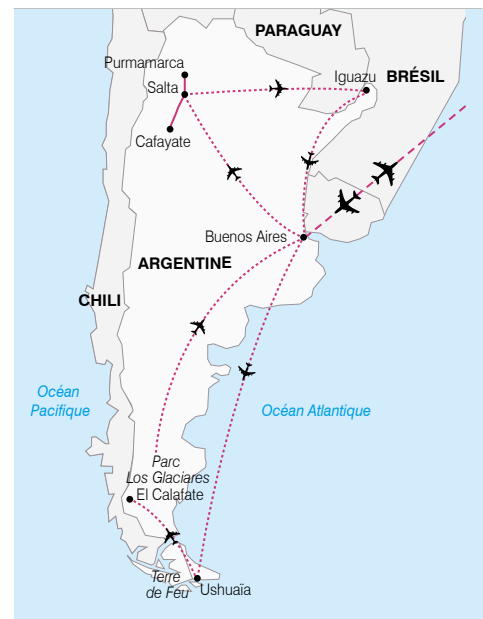 PARAGUAY
Purmamarca
Iguazu
BRÉSIL
Salta
Cafayate
Buenos Aires
ARGENTINE
CHILI
Océan
Pacifique
Océan Atlantique
Parc
Los Glaciares
El Calafate
Terre
de Feu
Ushuaïa